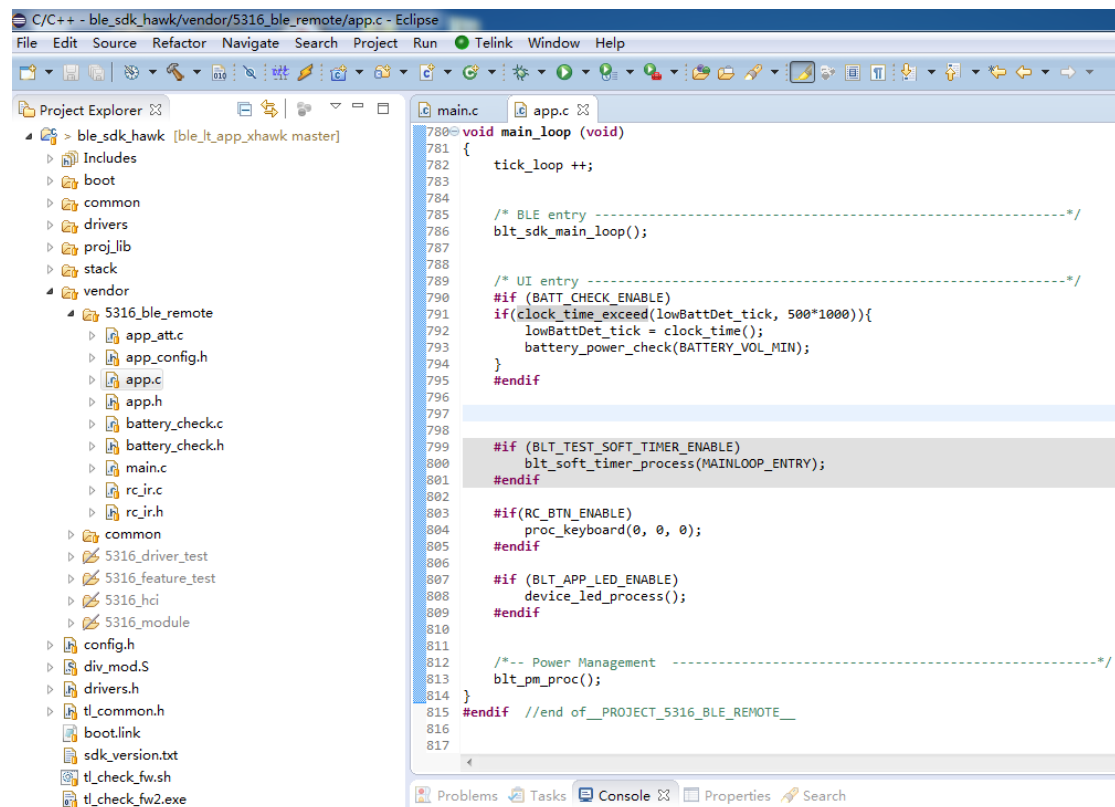 C/C++ - ble_sdk_hawk/vendor/5316_ble_remote/app.c - Eclipse
File Edit Source Refactor Navigate Search Project Run Telink Window Help
Project Explorer
> ble_sdk_hawk [ble_lt_app_xhawk master]
Includes
boot
common
drivers
proj_lib
stack
vendor
5316_ble_remote
app_att.c
app_config.h
app.c
app.h
battery_check.c
battery_check.h
main.c
rc_ir.c
rc_ir.h
common
5316_driver_test
5316_feature_test
5316_hci
5316_module
config.h
div_mod.S
drivers.h
tl_common.h
boot.link
sdk_version.txt
tl_check_fw.sh
tl_check_fw2.exe
main.c app.c
780 void main_loop (void)
781 {
782 tick_loop ++;
783
784
785 /* BLE entry -------------------------------------------------------------*/
786 blt_sdk_main_loop();
787
788
789 /* UI entry --------------------------------------------------------------*/
790 #if (BATT_CHECK_ENABLE)
791 if(clock_time_exceed(lowBattDet_tick, 500*1000)){
792 lowBattDet_tick = clock_time();
793 battery_power_check(BATTERY_VOL_MIN);
794 }
795 #endif
796
797
798
799 #if (BLT_TEST_SOFT_TIMER_ENABLE)
800 blt_soft_timer_process(MAINLOOP_ENTRY);
801 #endif
802
803 #if(RC_BTN_ENABLE)
804 proc_keyboard(0, 0, 0);
805 #endif
806
807 #if (BLT_APP_LED_ENABLE)
808 device_led_process();
809 #endif
810
811
812 /*-- Power Management -------------------------------------------------------*/
813 blt_pm_proc();
814 }
815 #endif //end of__PROJECT_5316_BLE_REMOTE__
816
817
Problems Tasks Console Properties Search